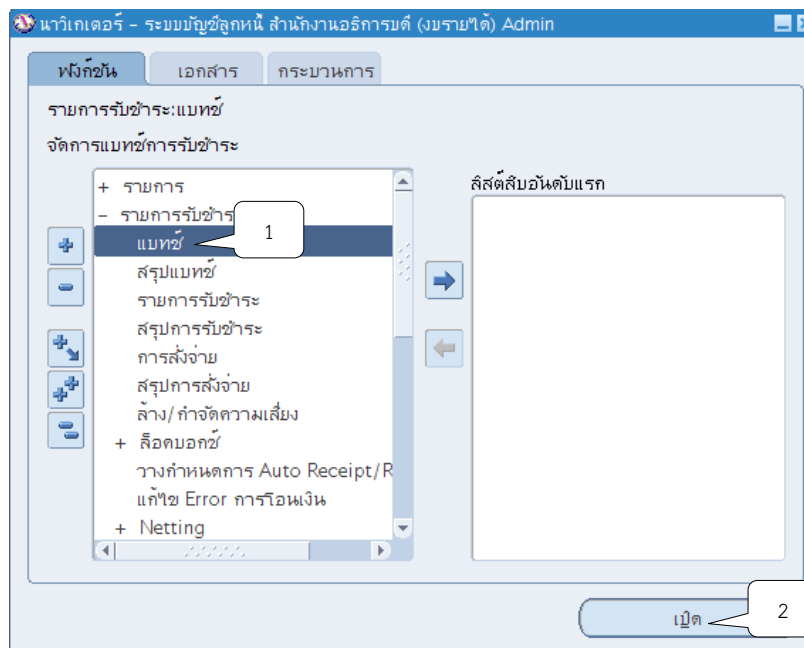 นาวิเกเตอร์ – ระบบบัญชีลูกหนี้ สำนักงานอธิการบดี (งบรายได้) Admin
ฟังก์ชัน เอกสาร กระบวนการ
รายการรับชำระ:แบทช์
จัดการแบทช์การรับชำระ
ลิสต์สิบอันดับแรก
+ รายการ
– รายการรับชำร
แบทช์
1
สรุปแบทช์
รายการรับชำระ
สรุปการรับชำระ
การสั่งจ่าย
สรุปการสั่งจ่าย
ล้าง/กำจัดความเสี่ยง
+ ล็อคบอกซ์
วางกำหนดการ Auto Receipt/R
แก้ไข Error การโอนเงิน
+ Netting
เปิด
2